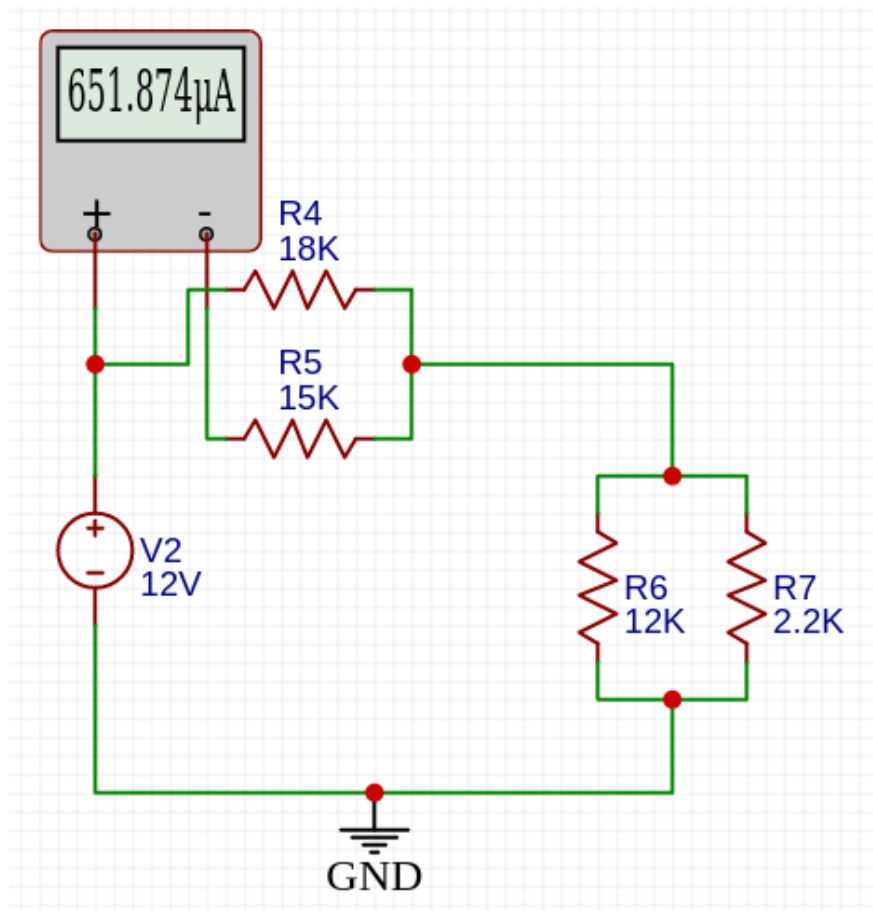 651.874µA
+ -
R4
18K
R5
15K
+
−
V2
12V
R6
12K
R7
2.2K
GND